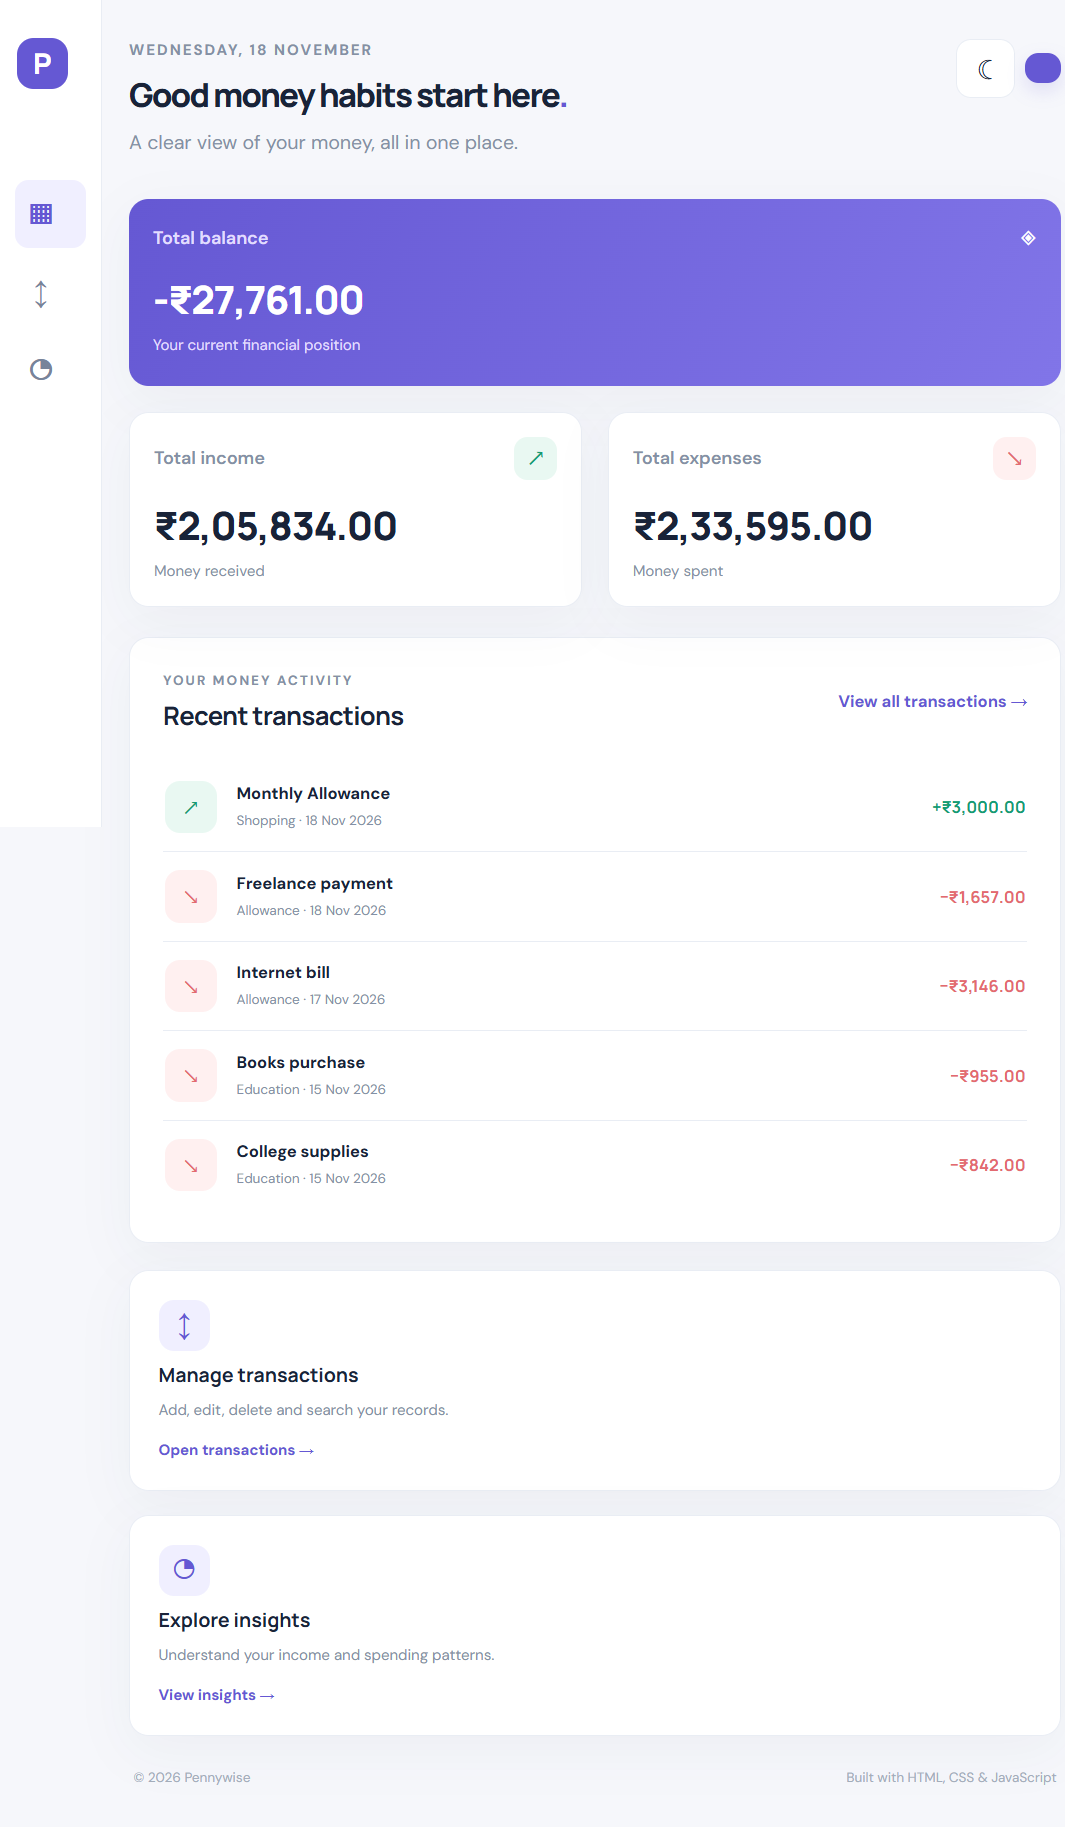 P
WEDNESDAY, 18 NOVEMBER
Good money habits start here.
A clear view of your money, all in one place.
Total balance
-₹27,761.00
Your current financial position
Total income
₹2,05,834.00
Money received
Total expenses
₹2,33,595.00
Money spent
YOUR MONEY ACTIVITY
Recent transactions
View all transactions →
Monthly Allowance
Shopping · 18 Nov 2026
+₹3,000.00
Freelance payment
Allowance · 18 Nov 2026
−₹1,657.00
Internet bill
Allowance · 17 Nov 2026
−₹3,146.00
Books purchase
Education · 15 Nov 2026
−₹955.00
College supplies
Education · 15 Nov 2026
−₹842.00
Manage transactions
Add, edit, delete and search your records.
Open transactions →
Explore insights
Understand your income and spending patterns.
View insights →
© 2026 Pennywise
Built with HTML, CSS & JavaScript